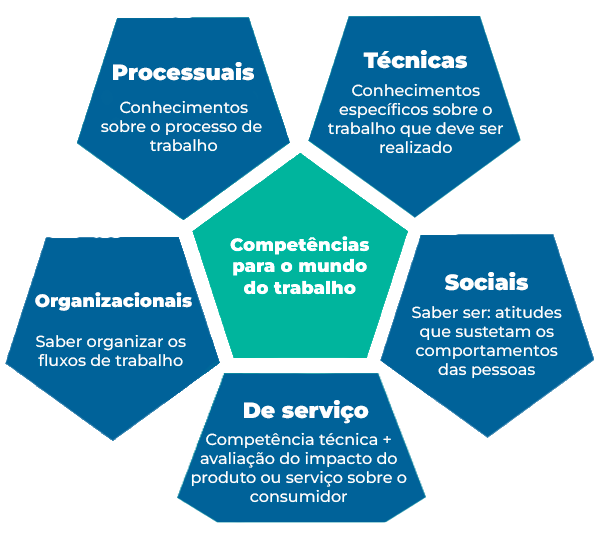 Processuais
Conhecimentos
sobre o processo de
trabalho
Técnicas
Conhecimentos
específicos sobre o
trabalho que deve ser
realizado
Competências
para o mundo
do trabalho
Organizacionais
Saber organizar os
fluxos de trabalho
Sociais
Saber ser: atitudes
que sustetam os
comportamentos
das pessoas
De serviço
Competência técnica +
avaliação do impacto do
produto ou serviço sobre o
consumidor